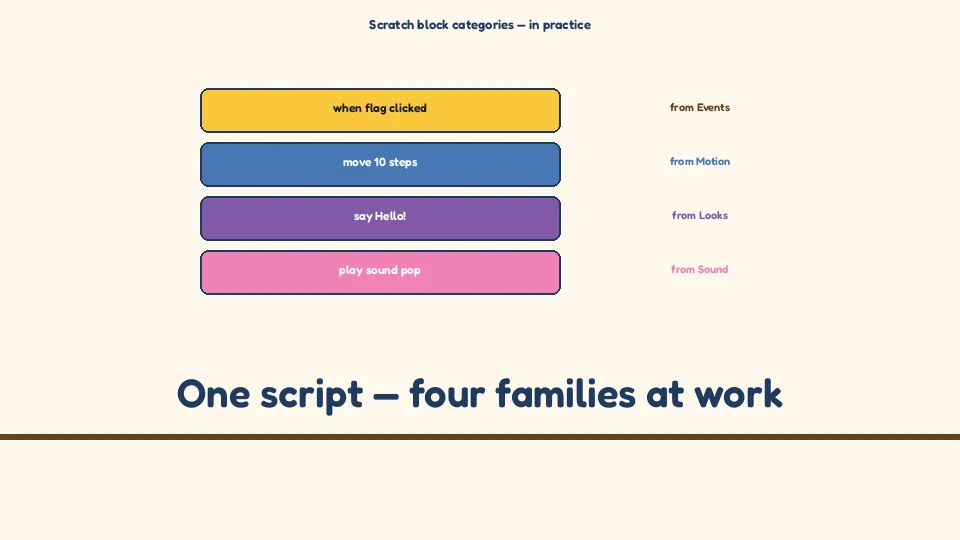 Scratch block categories — in practice
when flag clicked
from Events
move 10 steps
from Motion
say Hello!
from Looks
play sound pop
from Sound
One script — four families at work